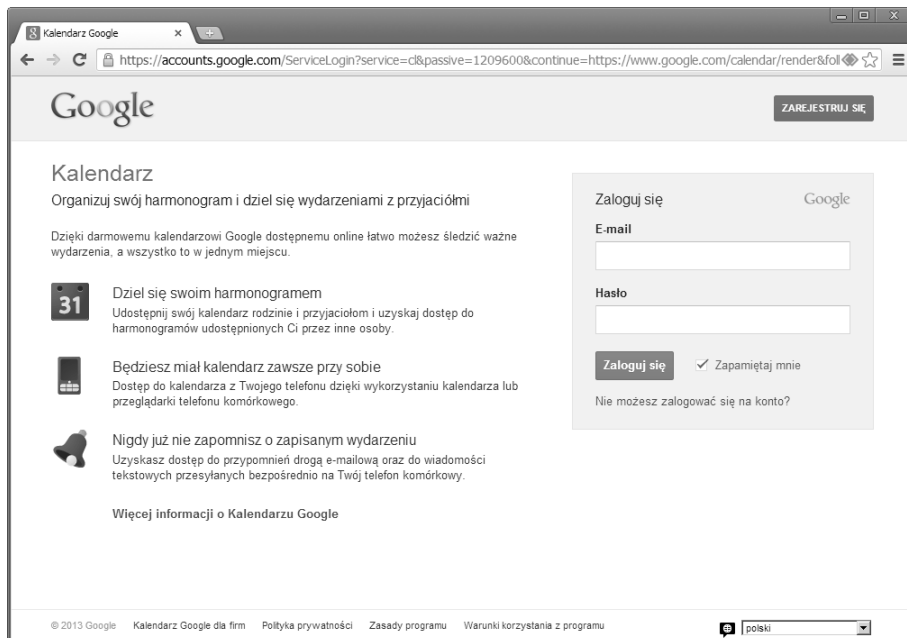 Kalendarz Google
https://accounts.google.com/ServiceLogin?service=cl&passive=1209600&continue=https://www.google.com/calendar/render&foll
Google
ZAREJESTRUJ SIĘ
Kalendarz
Organizuj swój harmonogram i dziel się wydarzeniami z przyjaciółmi
Dzięki darmowemu kalendarzowi Google dostępnemu online łatwo możesz śledzić ważne
wydarzenia, a wszystko to w jednym miejscu.
31
Dziel się swoim harmonogramem
Udostępnij swój kalendarz rodzinie i przyjaciołom i uzyskaj dostęp do
harmonogramów udostępnionych Ci przez inne osoby.
Będziesz miał kalendarz zawsze przy sobie
Dostęp do kalendarza z Twojego telefonu dzięki wykorzystaniu kalendarza lub
przeglądarki telefonu komórkowego.
Nigdy już nie zapomnisz o zapisanym wydarzeniu
Uzyskasz dostęp do przypomnień drogą e-mailową oraz do wiadomości
tekstowych przesyłanych bezpośrednio na Twój telefon komórkowy.
Więcej informacji o Kalendarzu Google
Zaloguj się
Google
E-mail
Hasło
Zaloguj się
Zapamiętaj mnie
Nie możesz zalogować się na konto?
© 2013 Google Kalendarz Google dla firm Polityka prywatności Zasady programu Warunki korzystania z programu
polski